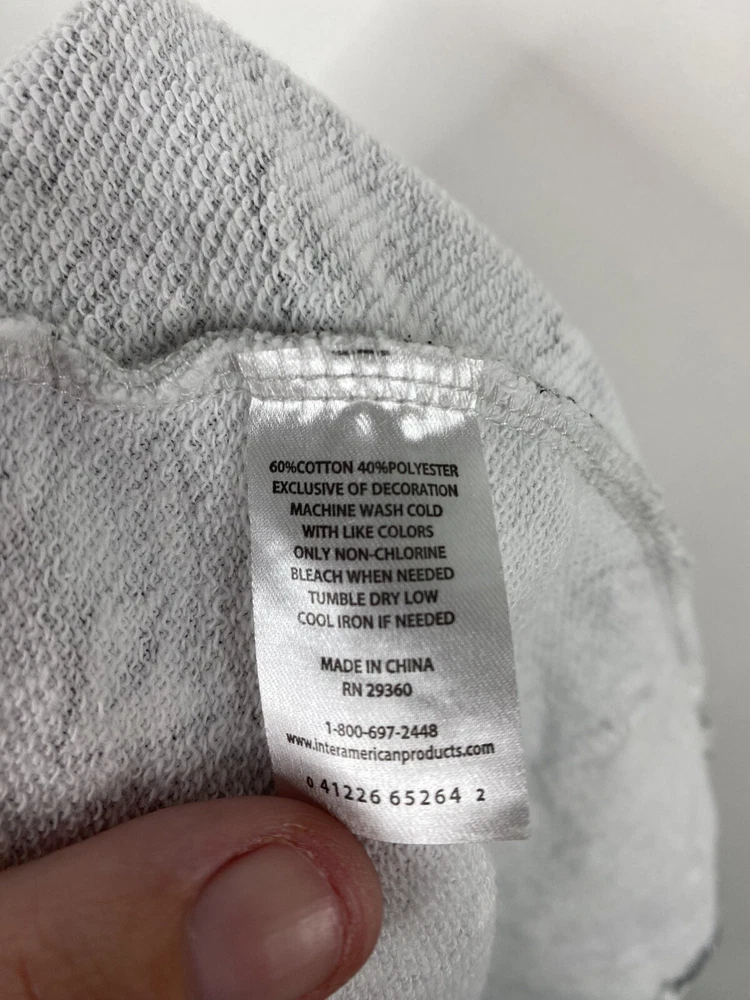 60%COTTON 40%POLYESTER
EXCLUSIVE OF DECORATION
MACHINE WASH COLD
WITH LIKE COLORS
ONLY NON-CHLORINE
BLEACH WHEN NEEDED
TUMBLE DRY LOW
COOL IRON IF NEEDED
MADE IN CHINA
RN 29360
1-800-697-2448
www.interamericanproducts.com
0 41226 65264 2